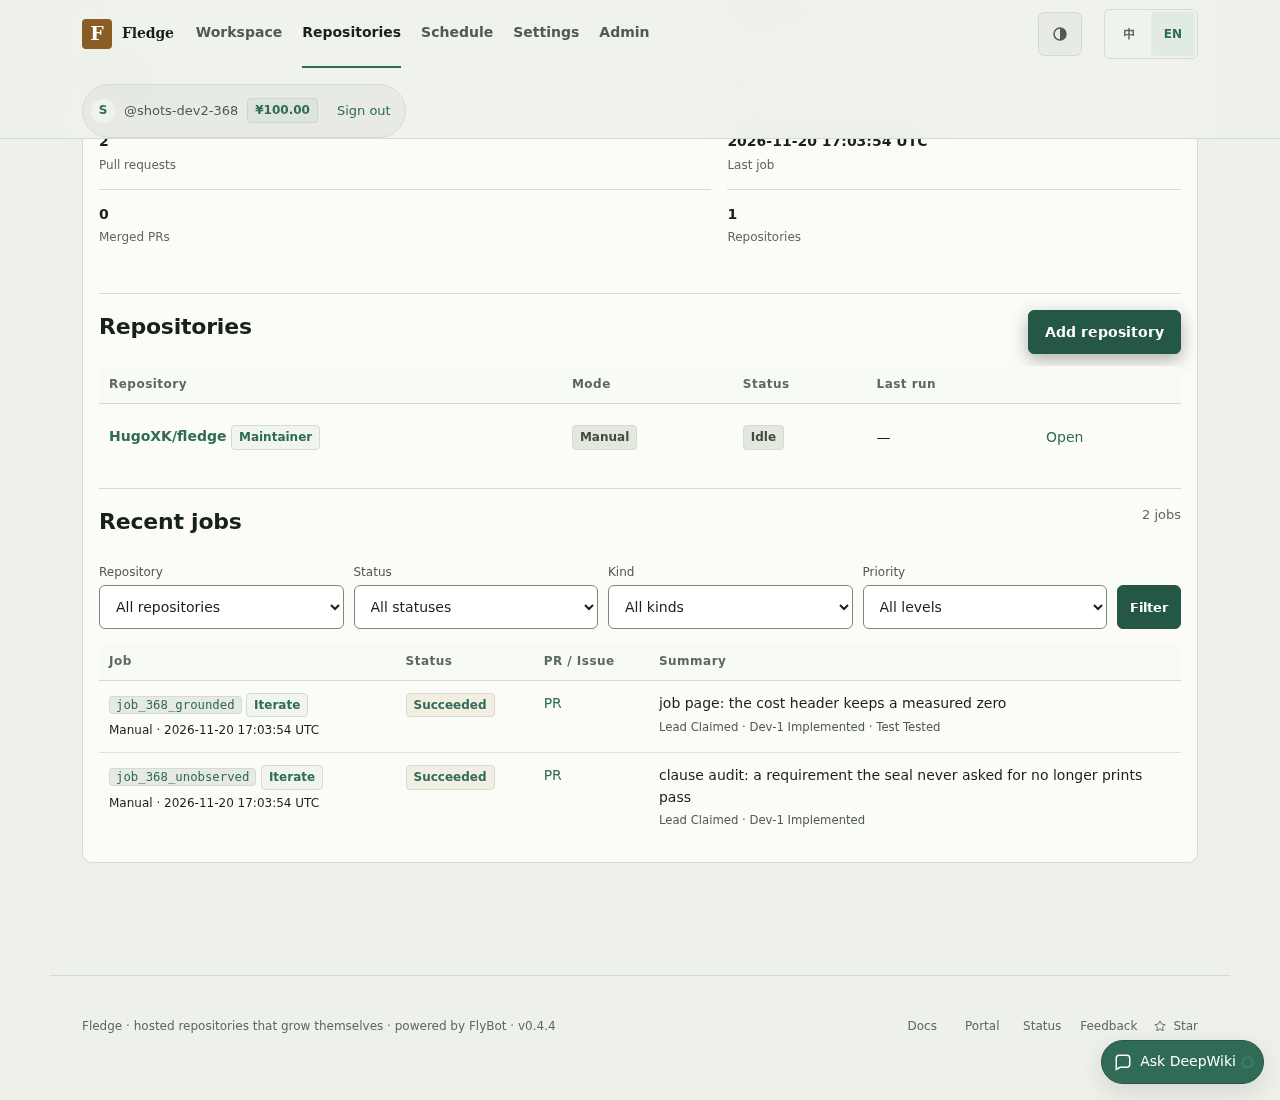 F Fledge Workspace Repositories Schedule Settings Admin 中 EN
S @shots-dev2-368 ¥100.00 Sign out
2 2026-11-20 17:03:54 UTC
Pull requests Last job
0 1
Merged PRs Repositories
Repositories Add repository
Repository Mode Status Last run
HugoXK/fledge Maintainer Manual Idle — Open
Recent jobs 2 jobs
Repository Status Kind Priority
All repositories All statuses All kinds All levels Filter
Job Status PR / Issue Summary
job_368_grounded Iterate Succeeded PR job page: the cost header keeps a measured zero
Manual · 2026-11-20 17:03:54 UTC Lead Claimed · Dev-1 Implemented · Test Tested
job_368_unobserved Iterate Succeeded PR clause audit: a requirement the seal never asked for no longer prints
pass
Manual · 2026-11-20 17:03:54 UTC Lead Claimed · Dev-1 Implemented
Fledge · hosted repositories that grow themselves · powered by FlyBot · v0.4.4 Docs Portal Status Feedback Star
Ask DeepWiki